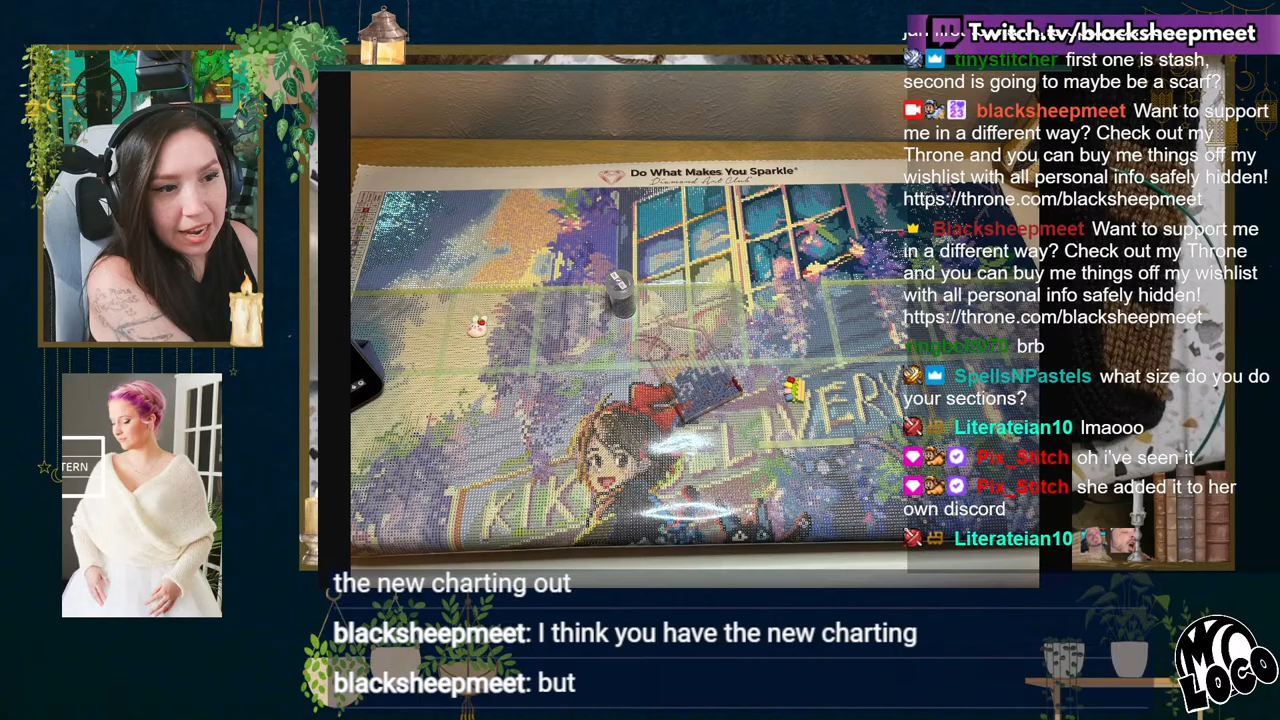 Twitch.tv/blacksheepmeet
tinystitcher first one is stash,
second is going to maybe be a scarf?
blacksheepmeet Want to support
me in a different way? Check out my
Throne and you can buy me things off my
wishlist with all personal info safely hidden!
https://throne.com/blacksheepmeet
Blacksheepmeet Want to support me
in a different way? Check out my Throne
and you can buy me things off my wishlist
with all personal info safely hidden!
https://throne.com/blacksheepmeet
brb
SpellsNPastels what size do you do
your sections?
Literateian10 lmaooo
Pix_Stitch oh i've seen it
Pix_Stitch she added it to her
own discord
Literateian10
Do What Makes You Sparkle
Diamond Art Club
KIKI
DELIVERY
TERN
the new charting out
blacksheepmeet: I think you have the new charting
blacksheepmeet: but
MC
LOCO